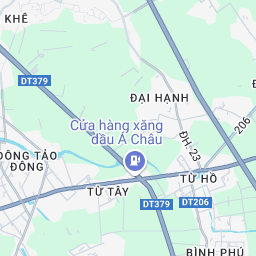 KHÊ
DT379
ĐẠI HẠNH
206
Cửa hàng xăng
dầu Á Châu
ĐH. 23
ĐÔNG TẢO
ĐÔNG
TỪ HỒ
TỪ TÂY
DT379
DT206
BÌNH PHÚ